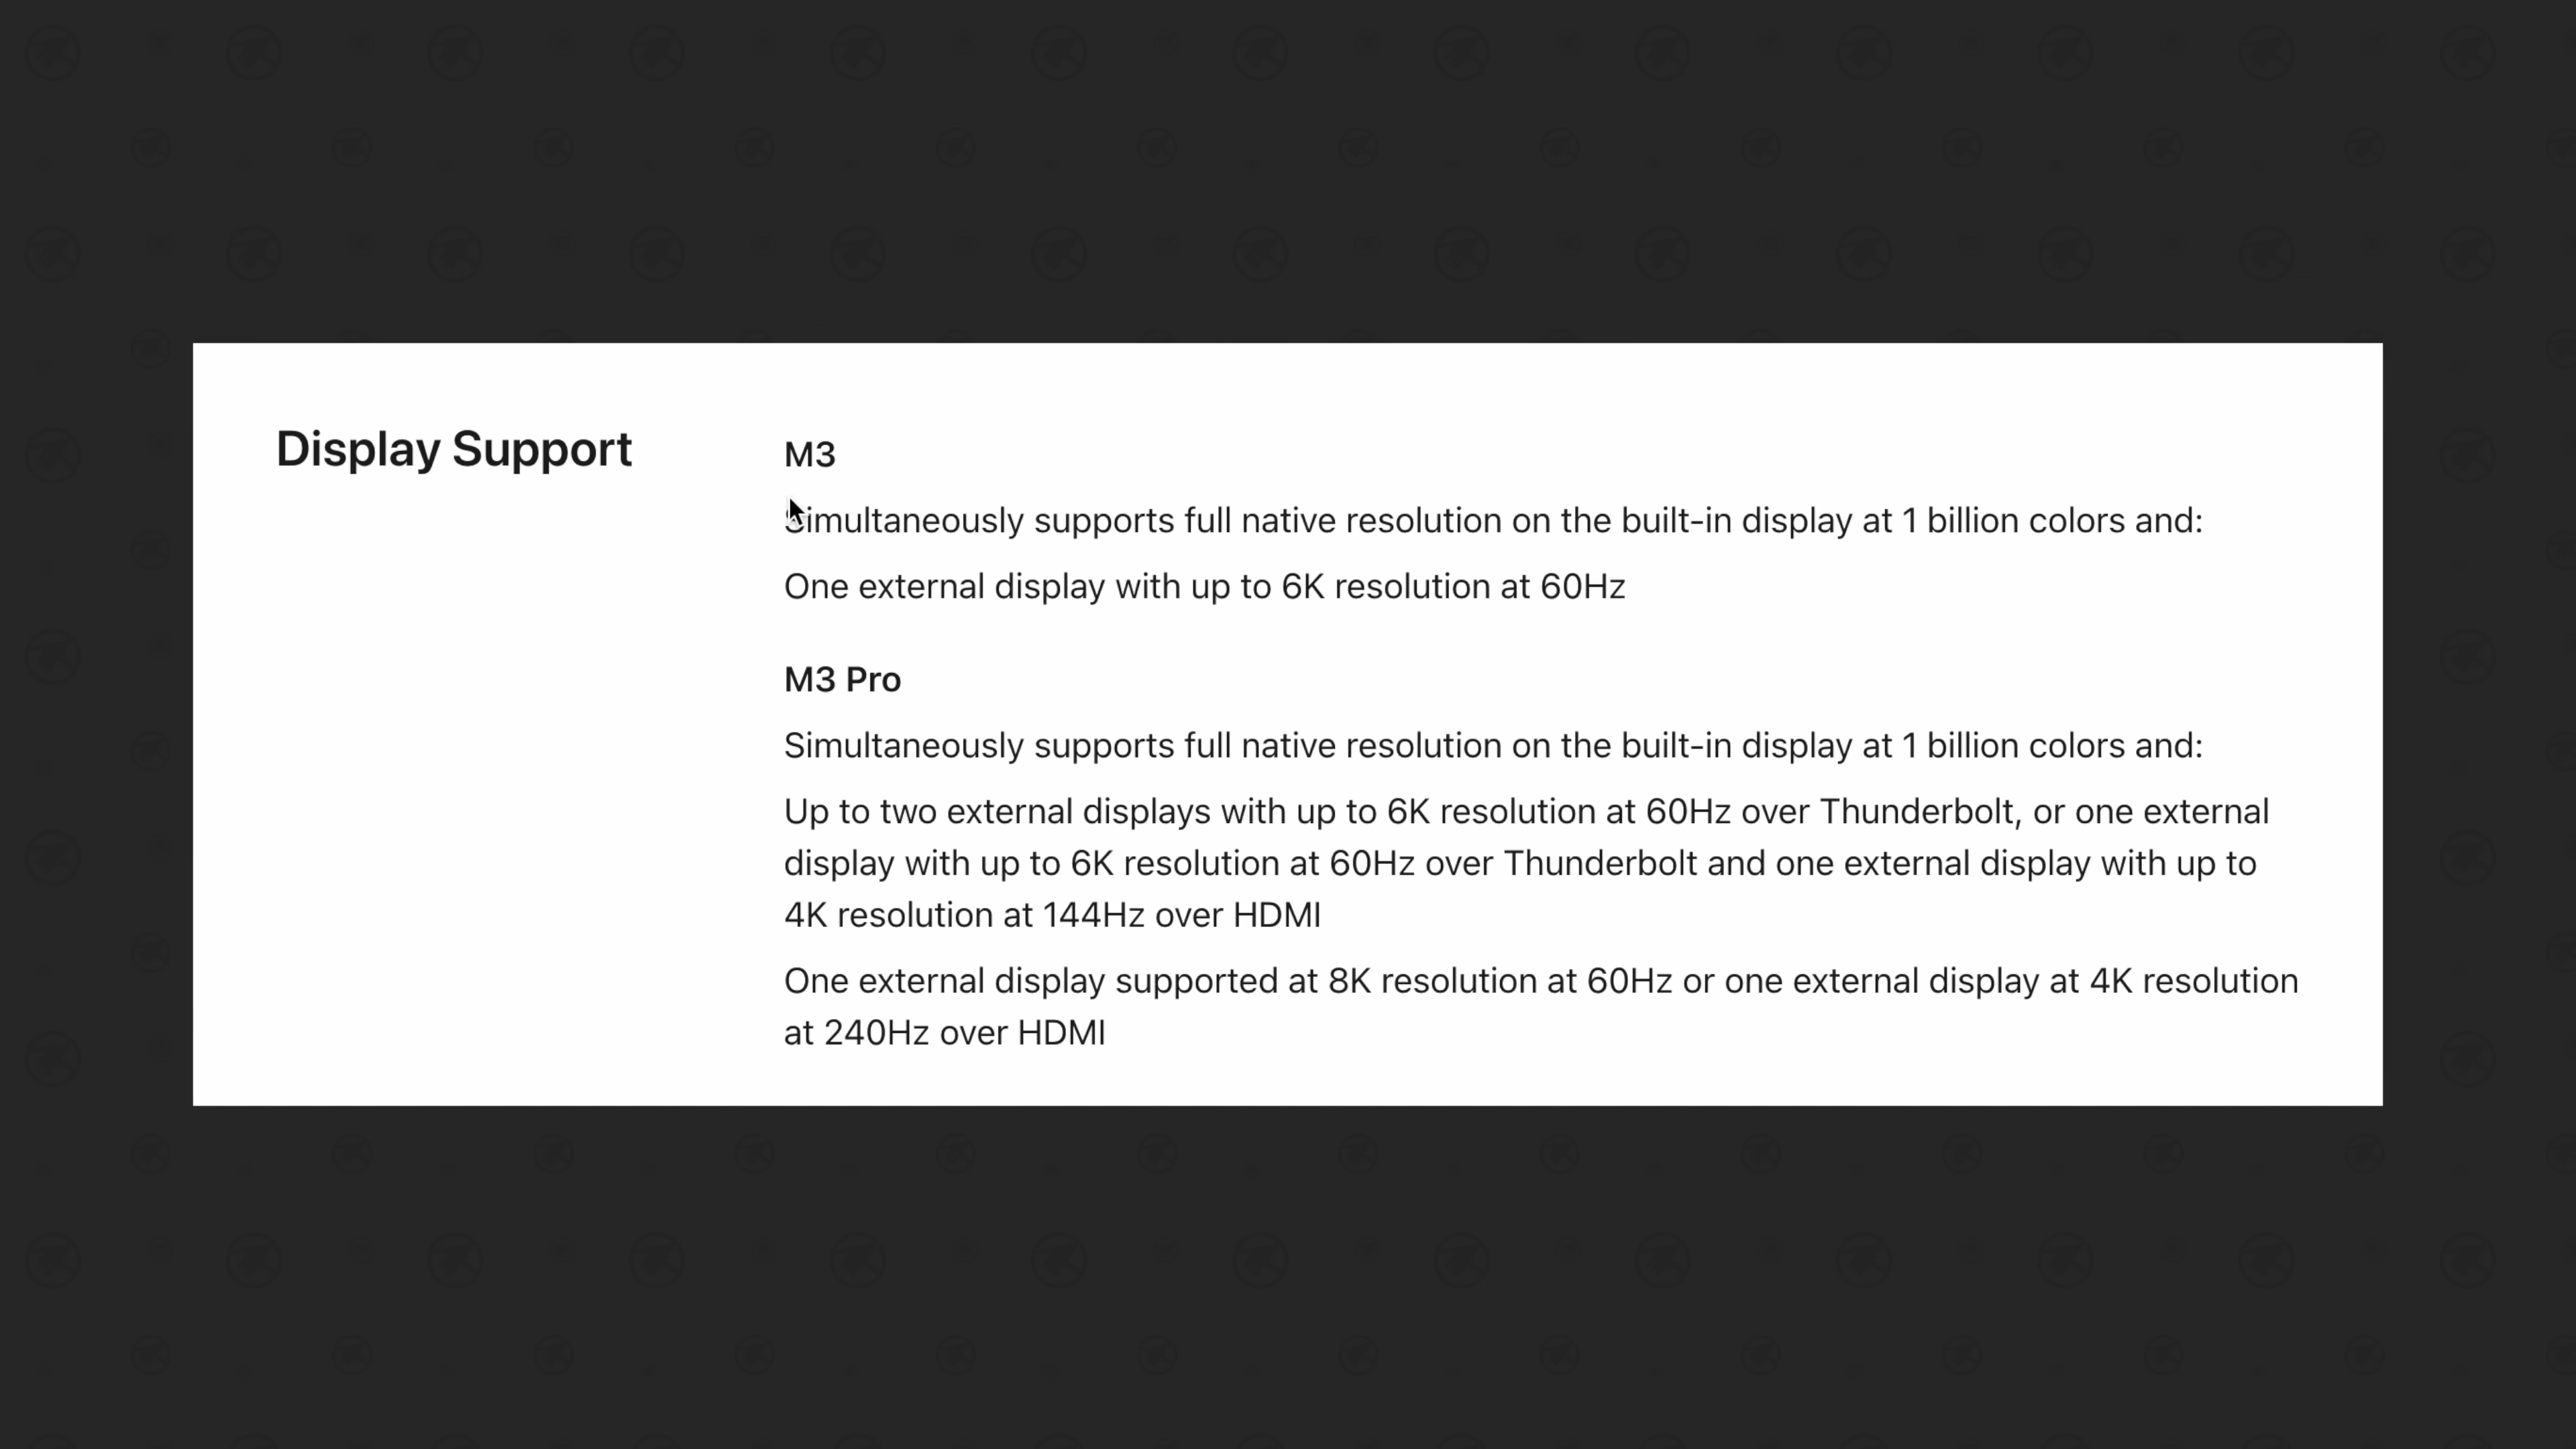 Display Support
M3
Simultaneously supports full native resolution on the built-in display at 1 billion colors and:
One external display with up to 6K resolution at 60Hz
M3 Pro
Simultaneously supports full native resolution on the built-in display at 1 billion colors and:
Up to two external displays with up to 6K resolution at 60Hz over Thunderbolt, or one external
display with up to 6K resolution at 60Hz over Thunderbolt and one external display with up to
4K resolution at 144Hz over HDMI
One external display supported at 8K resolution at 60Hz or one external display at 4K resolution
at 240Hz over HDMI